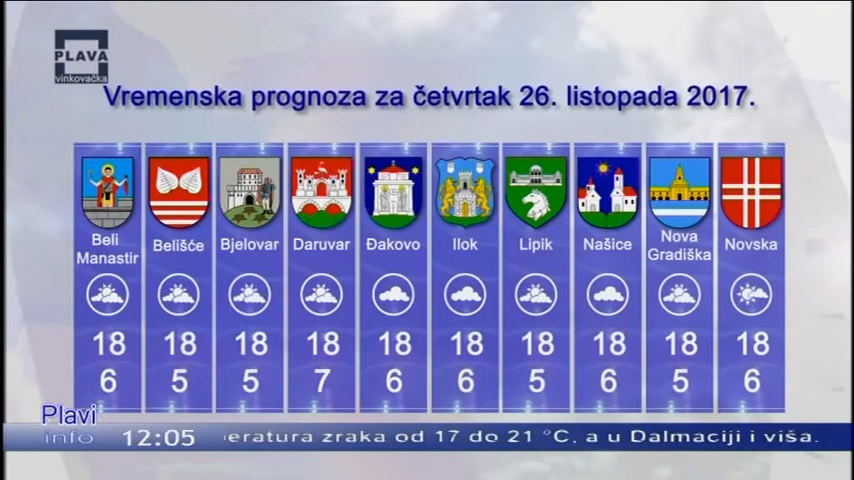 PLAVA
vinkovačka
Vremenska prognoza za četvrtak 26. listopada 2017.
Beli Manastir
Belišće
Bjelovar
Daruvar
Đakovo
Ilok
Lipik
Našice
Nova Gradiška
Novska
18 18 18 18 18 18 18 18 18 18
6 5 5 7 6 6 5 6 5 6
Plavi
info 12:05 eratura zraka od 17 do 21 °C, a u Dalmaciji i viša.